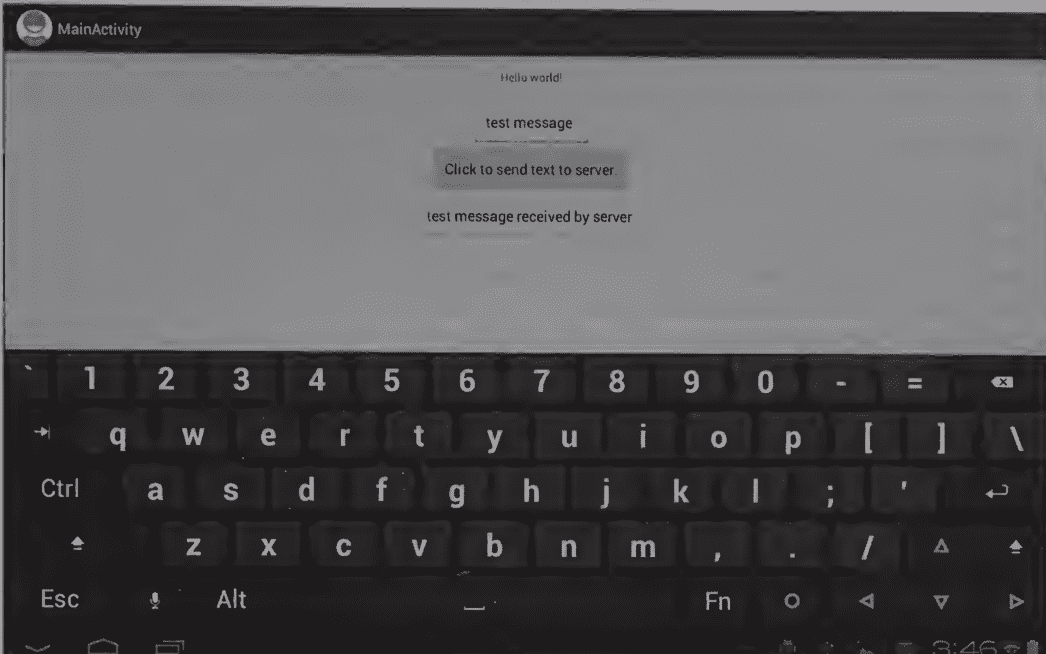 MainActivity
Hello world!
test message
Click to send text to server.
test message received by server
` 1 2 3 4 5 6 7 8 9 0 - =
q w e r t y u i o p [ ] \
Ctrl a s d f g h j k l ; '
z x c v b n m , . /
Esc Alt Fn
3:46